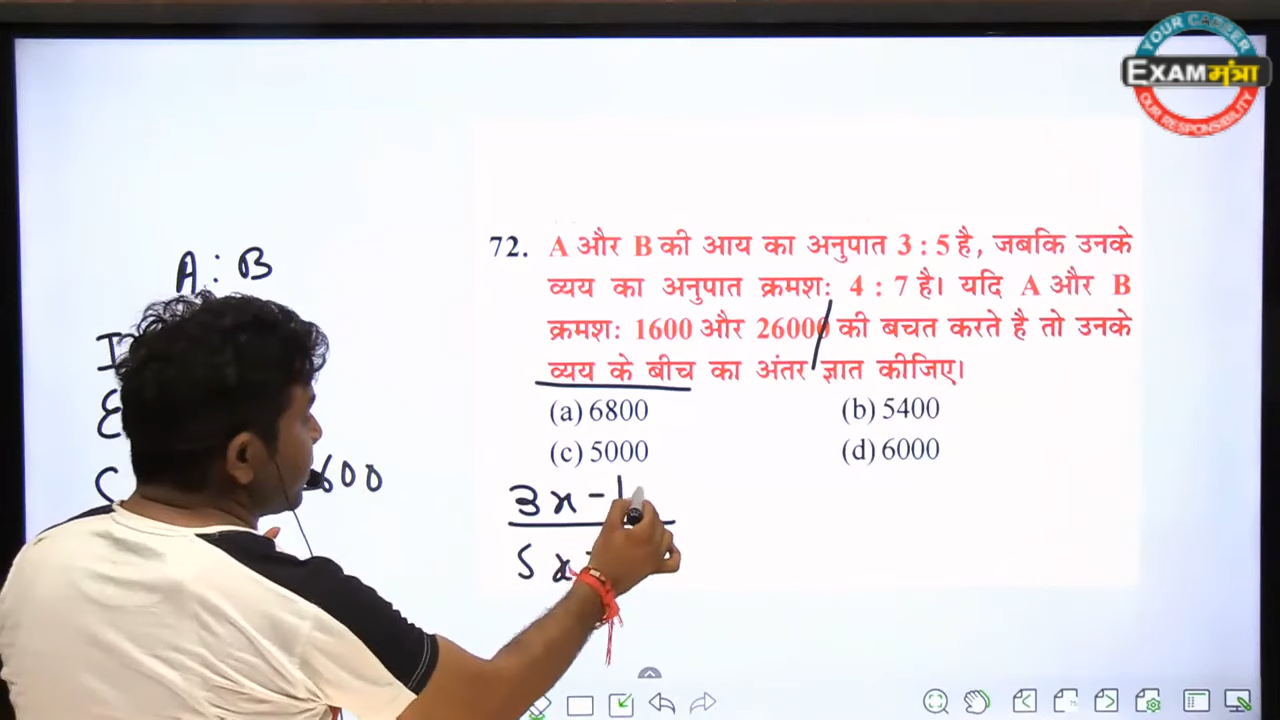 YOUR CAREER
EXAMमंत्रा
OUR RESPONSIBILITY
A : B
72. A और B की आय का अनुपात 3 : 5 है, जबकि उनके
व्यय का अनुपात क्रमश: 4 : 7 है। यदि A और B
क्रमश: 1600 और 26000 की बचत करते है तो उनके
व्यय के बीच का अंतर ज्ञात कीजिए।
(a) 6800 (b) 5400
(c) 5000 (d) 6000
600
3x - 1
5x